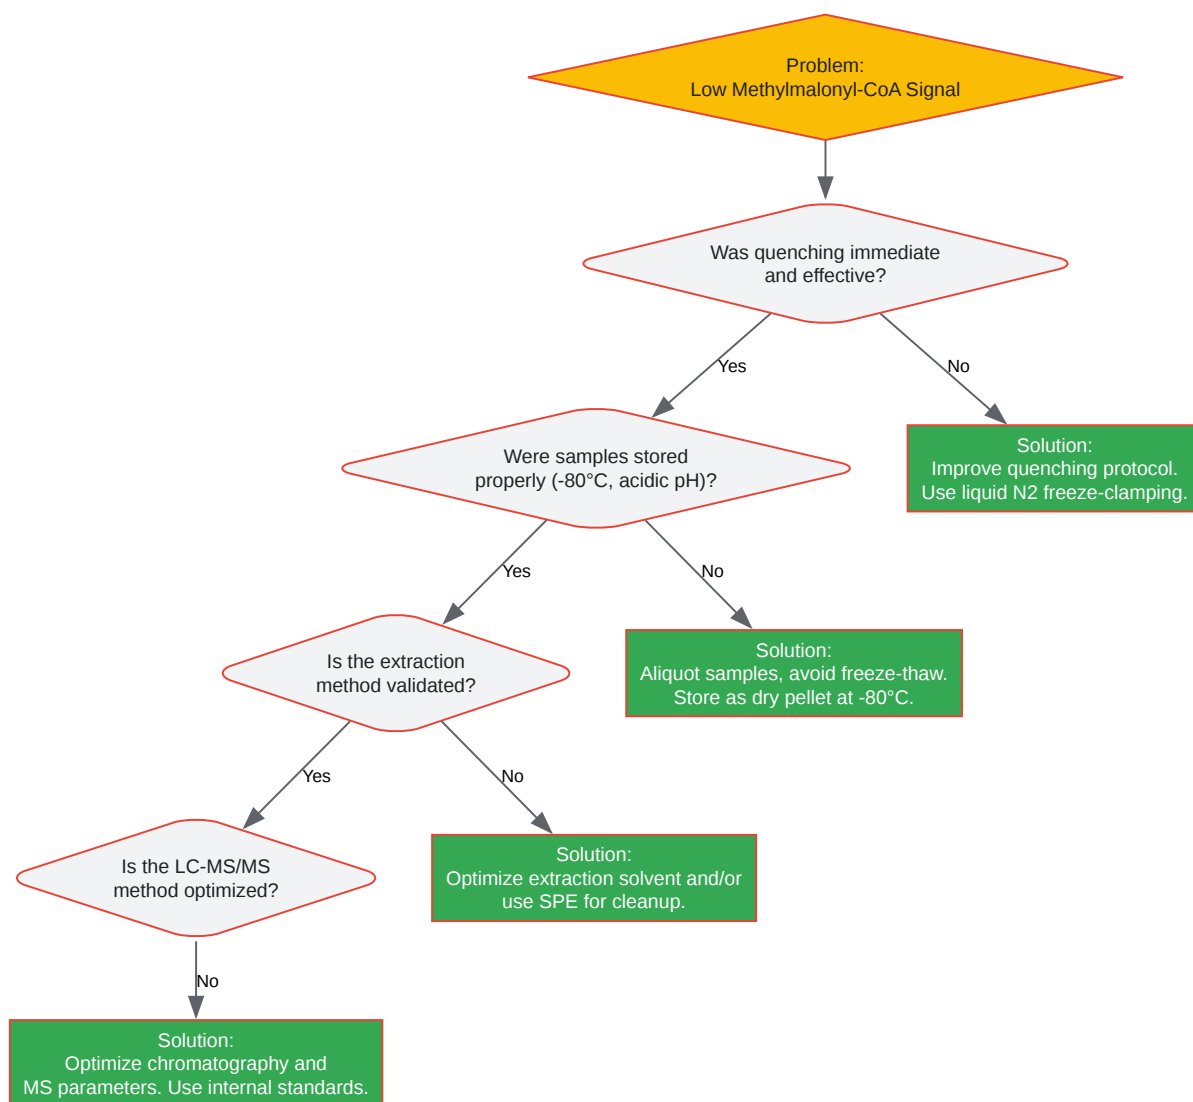 Problem:
Low Methylmalonyl-CoA Signal
Was quenching immediate
and effective?
Yes
No
Were samples stored
properly (-80°C, acidic pH)?
Solution:
Improve quenching protocol.
Use liquid N2 freeze-clamping.
Yes
No
Is the extraction
method validated?
Solution:
Aliquot samples, avoid freeze-thaw.
Store as dry pellet at -80°C.
Yes
No
Is the LC-MS/MS
method optimized?
Solution:
Optimize extraction solvent and/or
use SPE for cleanup.
No
Solution:
Optimize chromatography and
MS parameters. Use internal standards.